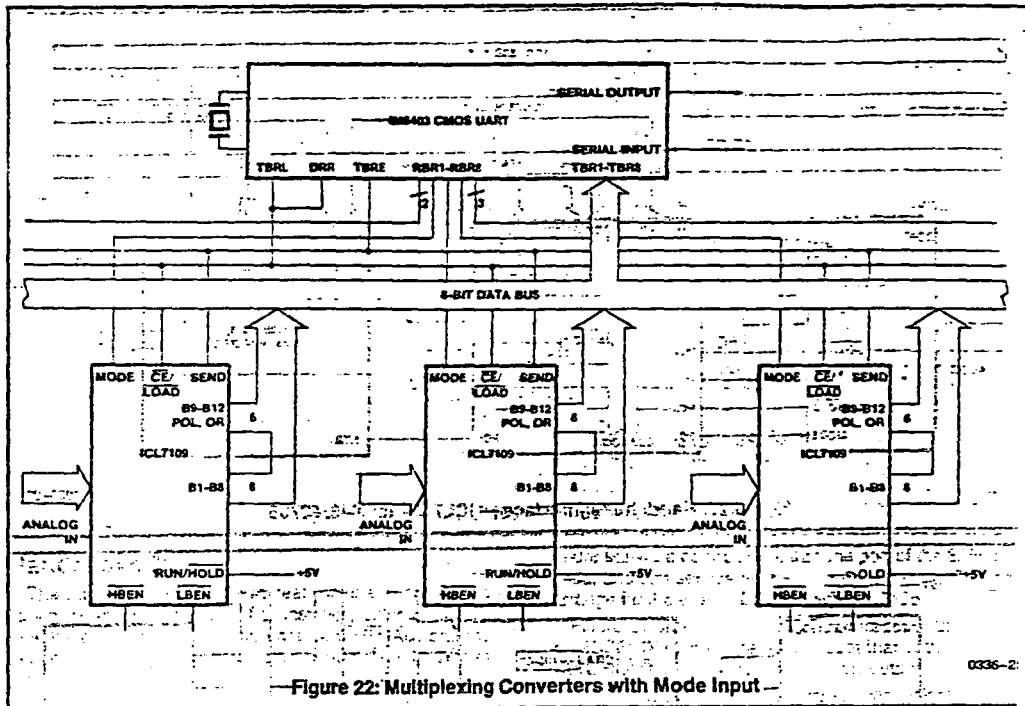 SERIAL OUTPUT
IM6403 CMOS UART
SERIAL INPUT
TBRL DRR TBRE RBR1-RBR8 TBR1-TBR8
3 3
8-BIT DATA BUS
MODE CE/ SEND
LOAD
B9-B12
POL, OR
6
ICL7109
B1-B8
8
ANALOG
IN
RUN/HOLD
+5V
HBEN LBEN
MODE CE/ SEND
LOAD
B9-B12
POL, OR
6
ICL7109
B1-B8
8
ANALOG
IN
RUN/HOLD
+5V
HBEN LBEN
MODE CE/ SEND
LOAD
B9-B12
POL, OR
6
ICL7109
B1-B8
8
ANALOG
IN
OLD
+5V
HBEN LBEN
Figure 22: Multiplexing Converters with Mode Input